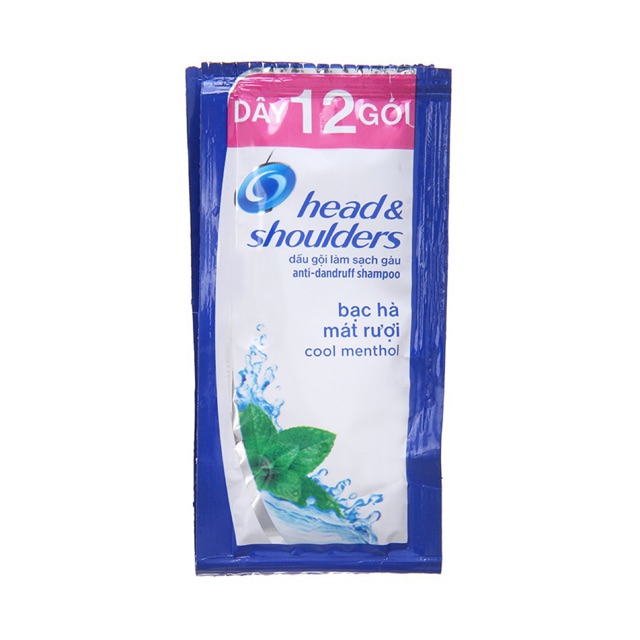 DÂY 12 GÓI
head &
shoulders
dầu gội làm sạch gàu
anti-dandruff shampoo
bạc hà
mát rượi
cool menthol